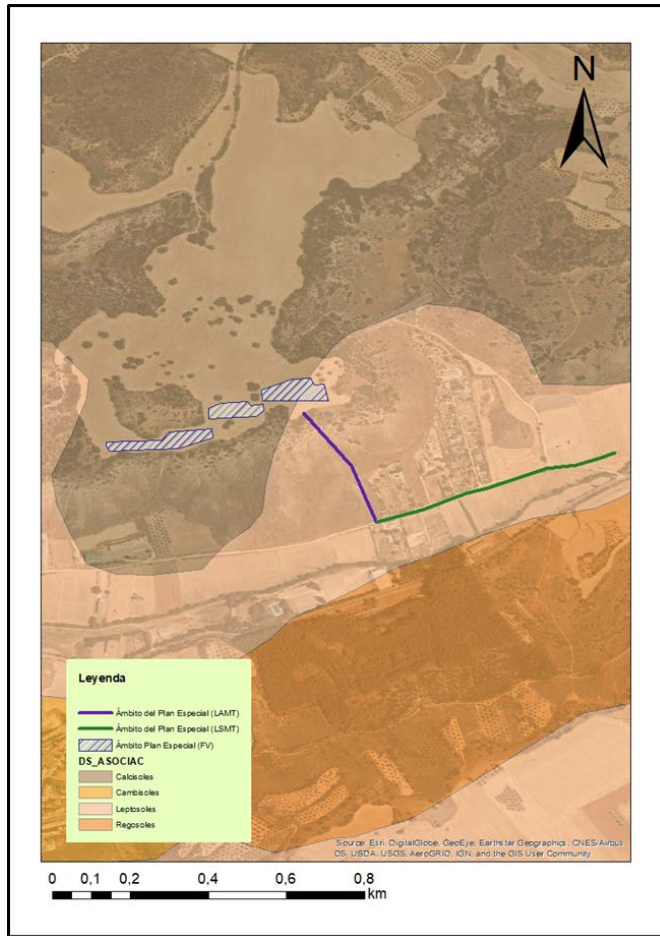 N
Leyenda
Ámbito del Plan Especial (LAMT)
Ámbito del Plan Especial (LSMT)
Ámbito Plan Especial (FV)
DS_ASOCIAC
Calcisoles
Cambisoles
Leptosoles
Regosoles
Source: Esri, DigitalGlobe, GeoEye, Earthstar Geographics, CNES/Airbus
DS, USDA, USGS, AeroGRID, IGN, and the GIS User Community
0 0,1 0,2 0,4 0,6 0,8
km